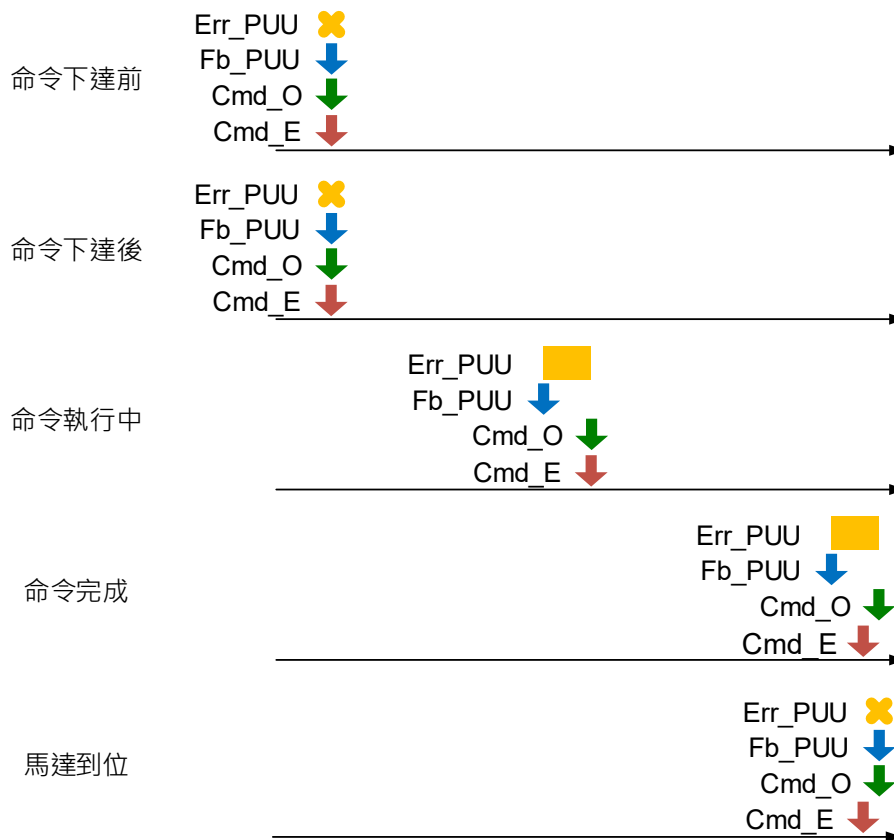 命令下達前
Err_PUU
Fb_PUU
Cmd_O
Cmd_E
命令下達後
Err_PUU
Fb_PUU
Cmd_O
Cmd_E
命令執行中
Err_PUU
Fb_PUU
Cmd_O
Cmd_E
命令完成
Err_PUU
Fb_PUU
Cmd_O
Cmd_E
馬達到位
Err_PUU
Fb_PUU
Cmd_O
Cmd_E